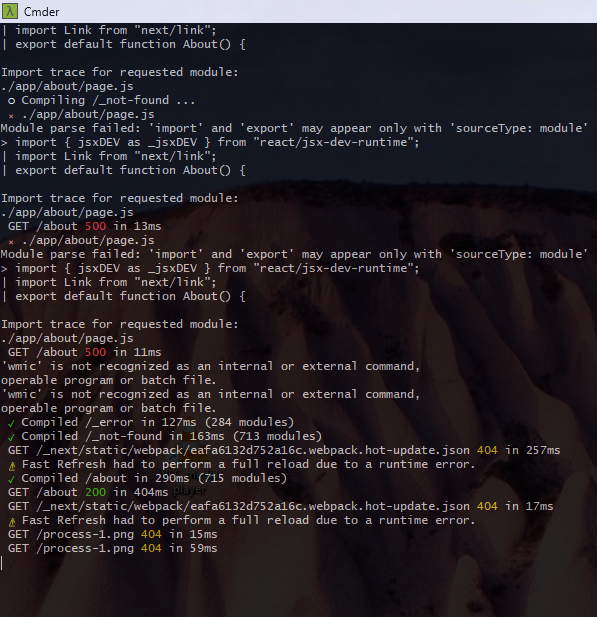 λ Cmder
| import Link from "next/link";
| export default function About() {
Import trace for requested module:
./app/about/page.js
○ Compiling /_not-found ...
⨯ ./app/about/page.js
Module parse failed: 'import' and 'export' may appear only with 'sourceType: module'
> import { jsxDEV as _jsxDEV } from "react/jsx-dev-runtime";
| import Link from "next/link";
| export default function About() {
Import trace for requested module:
./app/about/page.js
GET /about 500 in 13ms
⨯ ./app/about/page.js
Module parse failed: 'import' and 'export' may appear only with 'sourceType: module'
> import { jsxDEV as _jsxDEV } from "react/jsx-dev-runtime";
| import Link from "next/link";
| export default function About() {
Import trace for requested module:
./app/about/page.js
GET /about 500 in 11ms
'wmic' is not recognized as an internal or external command,
operable program or batch file.
'wmic' is not recognized as an internal or external command,
operable program or batch file.
✓ Compiled /_error in 127ms (284 modules)
✓ Compiled /_not-found in 163ms (713 modules)
GET /_next/static/webpack/eafa6132d752a16c.webpack.hot-update.json 404 in 257ms
⚠ Fast Refresh had to perform a full reload due to a runtime error.
✓ Compiled /about in 290ms (715 modules)
GET /about 200 in 404ms
player
GET /_next/static/webpack/eafa6132d752a16c.webpack.hot-update.json 404 in 17ms
⚠ Fast Refresh had to perform a full reload due to a runtime error.
GET /process-1.png 404 in 15ms
GET /process-1.png 404 in 59ms